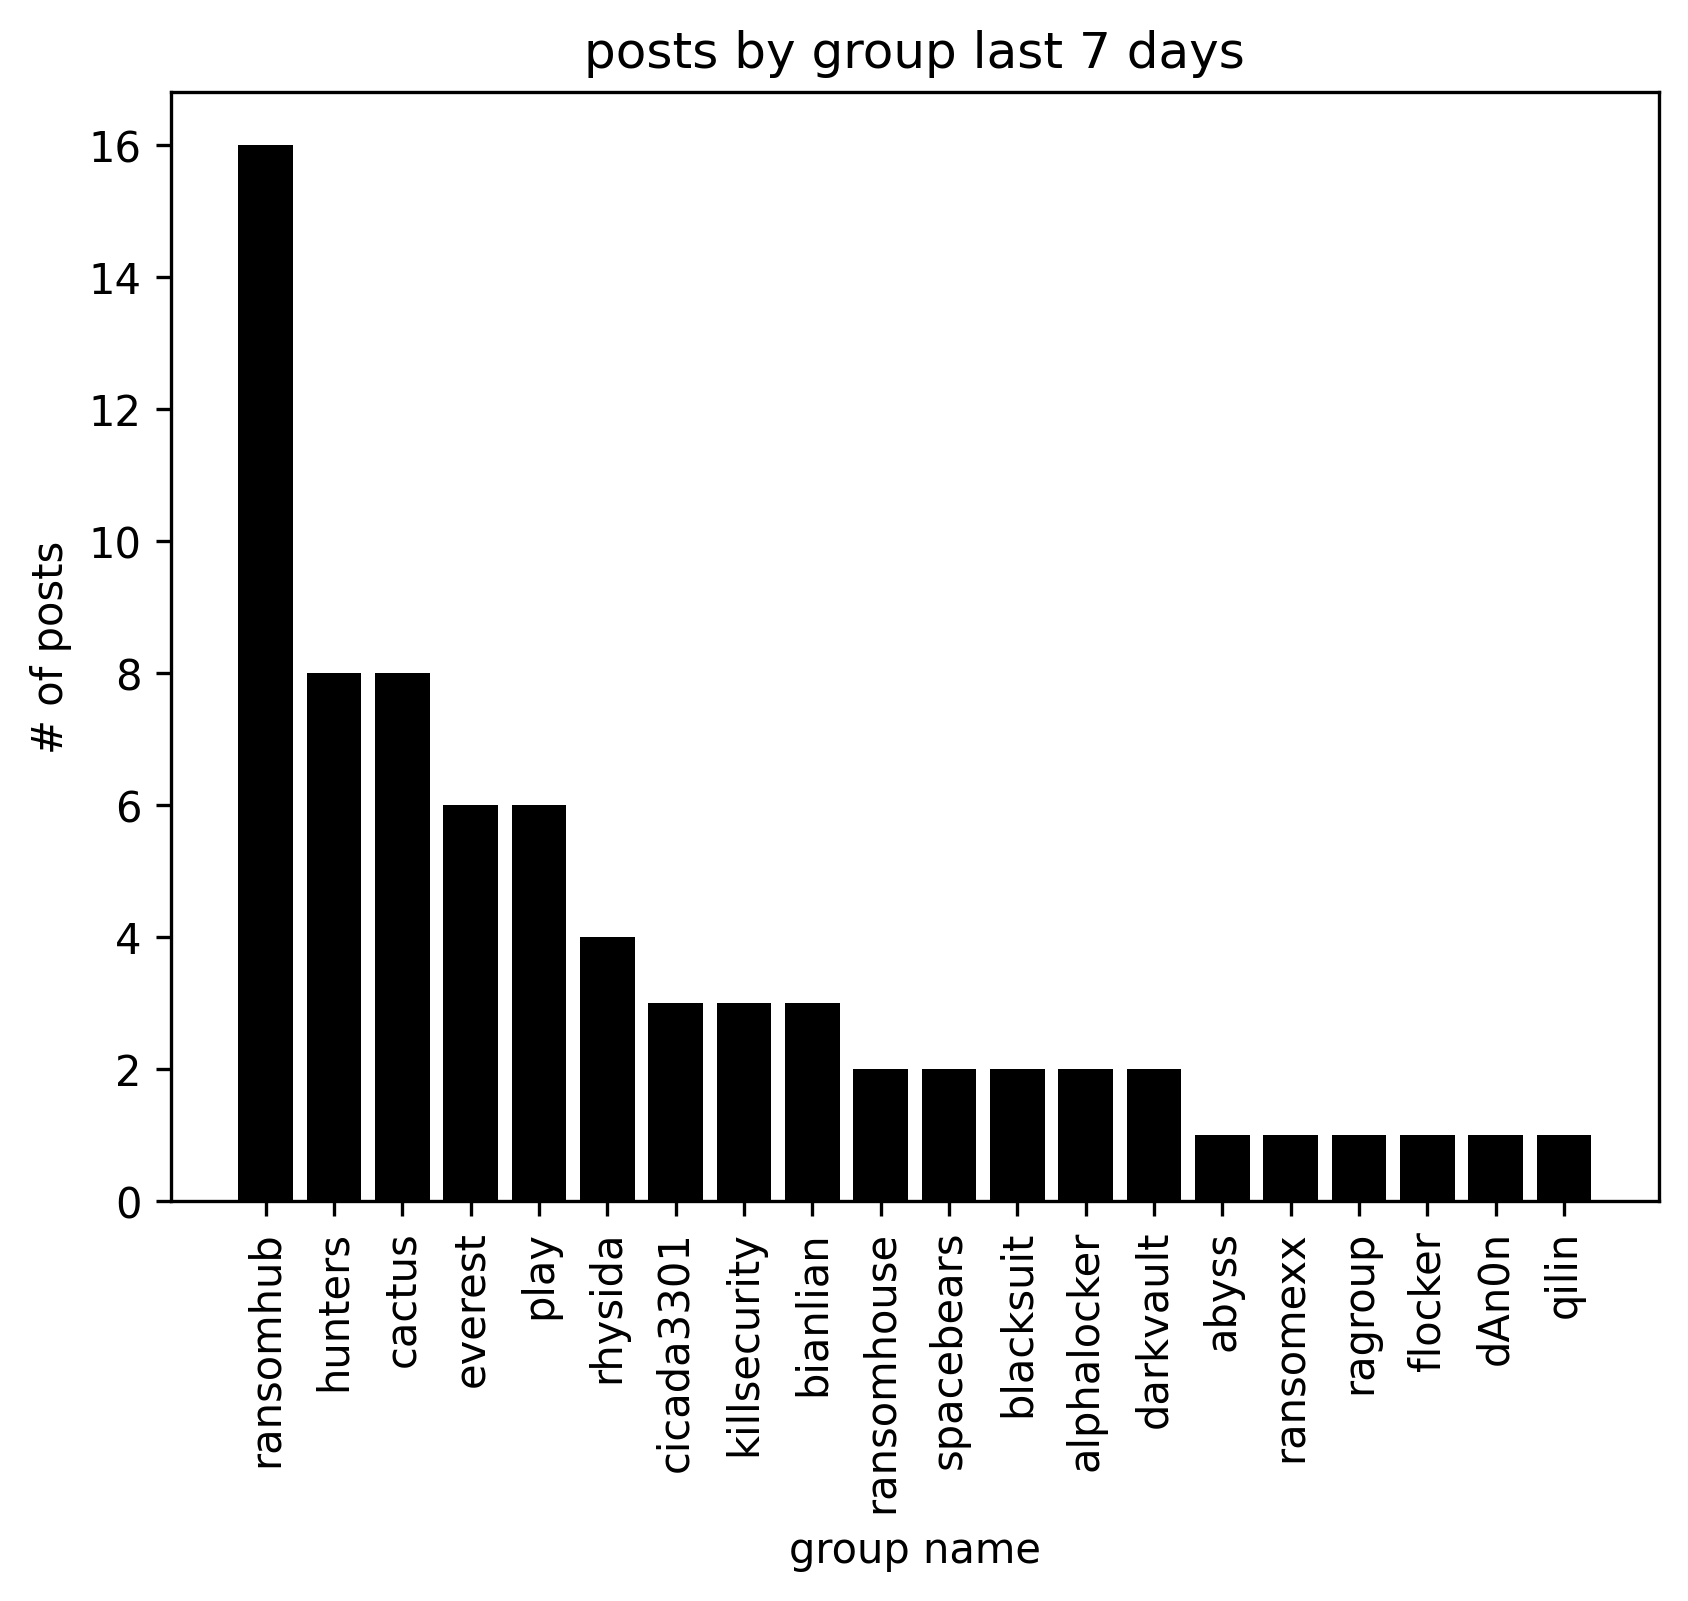 posts by group last 7 days
# of posts
16
14
12
10
8
6
4
2
0
ransomhub
hunters
cactus
everest
play
rhysida
cicada3301
killsecurity
bianlian
ransomhouse
spacebears
blacksuit
alphalocker
darkvault
abyss
ransomexx
ragroup
flocker
dAn0n
qilin
group name